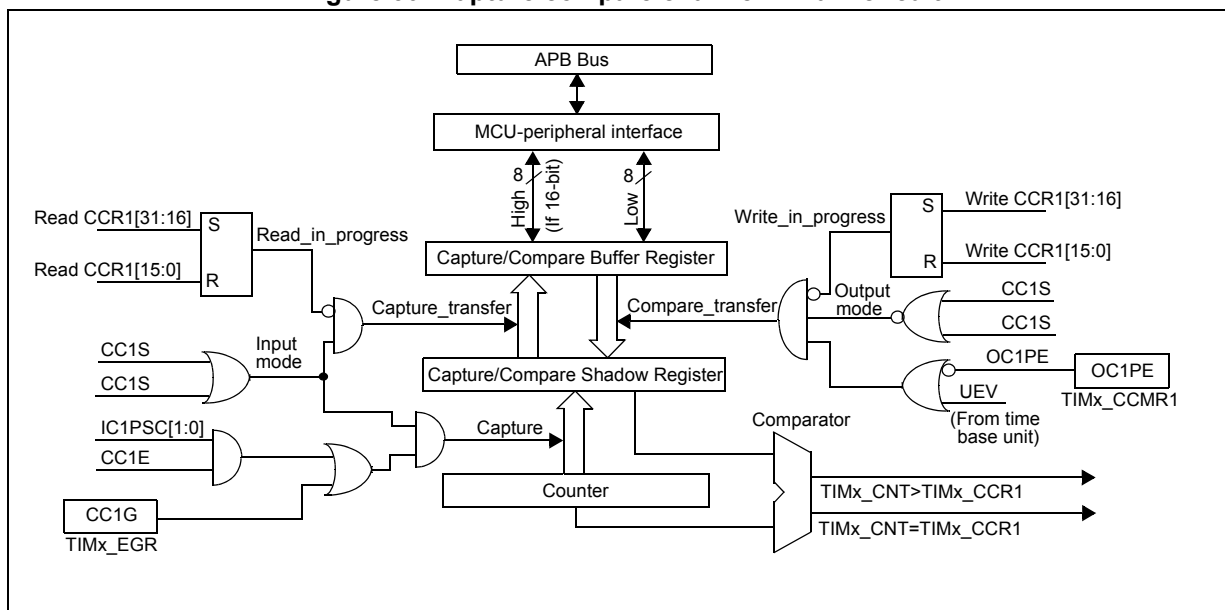 APB Bus
MCU-peripheral interface
8
High
(If 16-bit)
8
Low
Read CCR1[31:16]
S
Read_in_progress
Read CCR1[15:0]
R
Write_in_progress
S
Write CCR1[31:16]
R
Write CCR1[15:0]
Capture/Compare Buffer Register
Capture_transfer
Compare_transfer
Output
mode
CC1S
CC1S
Input
mode
CC1S
CC1S
Capture/Compare Shadow Register
OC1PE
OC1PE
UEV
TIMx_CCMR1
(From time
base unit)
IC1PSC[1:0]
CC1E
Capture
Comparator
Counter
CC1G
TIMx_EGR
TIMx_CNT>TIMx_CCR1
TIMx_CNT=TIMx_CCR1